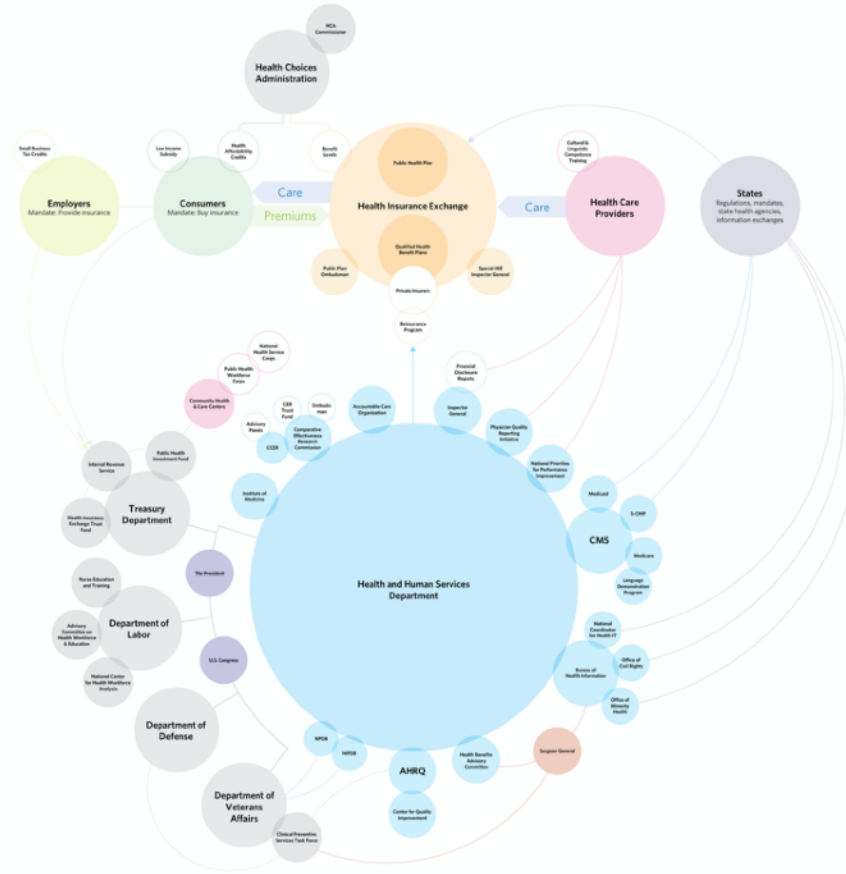 HCA
Commissioner
Health Choices
Administration
Small Business
Tax Credits
Low Income
Subsidy
Health
Affordability
Credits
Benefit
Levels
Public Health Plan
Cultural &
Linguistic
Competence
Training
Employers
Mandate: Provide insurance
Consumers
Mandate: Buy insurance
Care
Premiums
Health Insurance Exchange
Care
Health Care
Providers
States
Regulations, mandates,
state health agencies,
information exchanges
Qualified Health
Benefit Plans
Public Plan
Ombudsman
Special HIE
Inspector General
Private Insurers
Reinsurance
Program
National
Health Service
Corps
Public Health
Workforce
Corps
Community Health
& Care Centers
Financial
Disclosure
Reports
CER
Trust
Fund
Ombuds-
man
Accountable Care
Organization
Inspector
General
Advisory
Panels
CCER
Comparative
Effectiveness
Research
Commission
Physician Quality
Reporting
Initiative
Internal Revenue
Service
Public Health
Investment Fund
National Priorities
for Performance
Improvement
Institute of
Medicine
Medicaid
S-CHIP
Treasury
Department
Health Insurance
Exchange Trust
Fund
CMS
Medicare
Language
Demonstration
Program
The President
Health and Human Services
Department
Nurse Education
and Training
Department of
Labor
Advisory
Committee on
Health Workforce
& Education
National Center
for Health Workforce
Analysis
U.S. Congress
National
Coordinator
for Health IT
Office of
Civil Rights
Bureau of
Health Information
Office of
Minority
Health
Department of
Defense
NPDB
HIPDB
AHRQ
Health Benefits
Advisory
Committee
Surgeon General
Department of
Veterans
Affairs
Center for Quality
Improvement
Clinical Preventive
Services Task Force